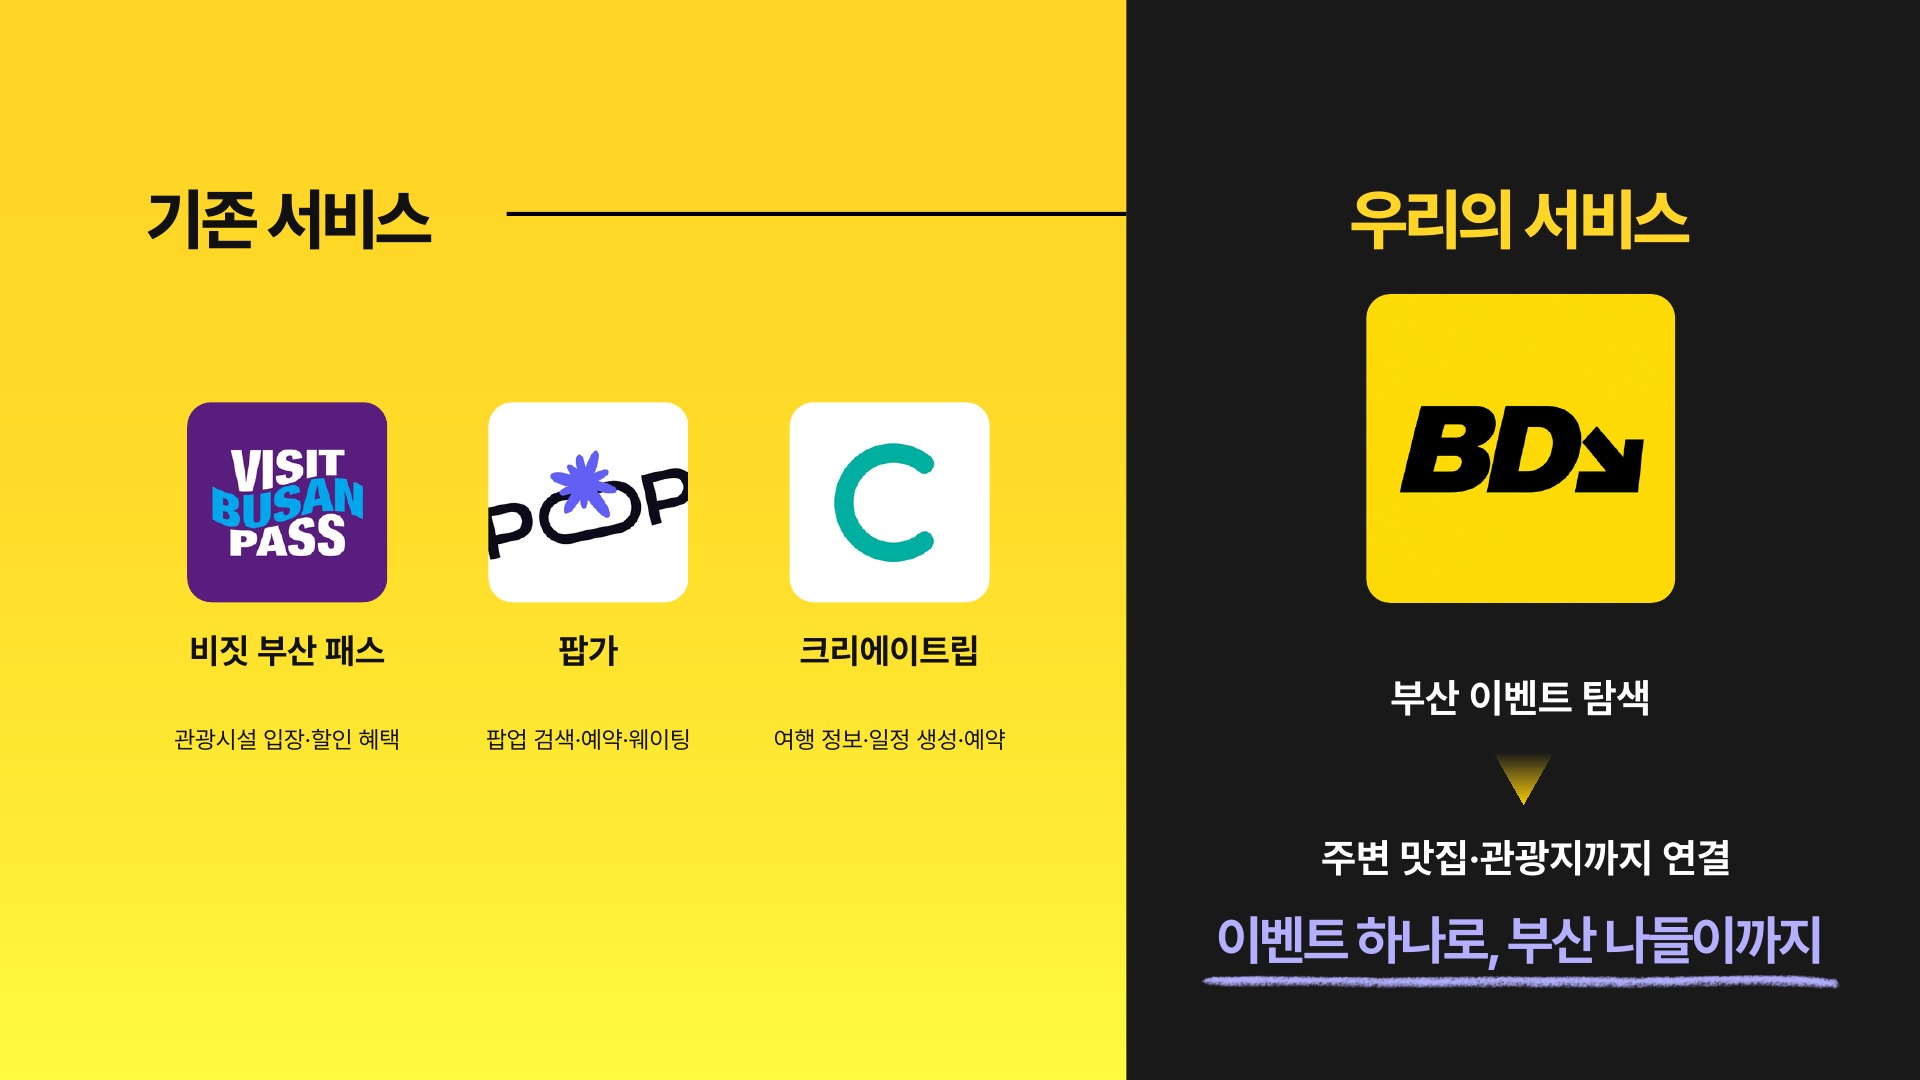 기존 서비스
VISIT
BUSAN
PASS
비짓 부산 패스
관광시설 입장·할인 혜택
POP
팝가
팝업 검색·예약·웨이팅
C
크리에이트립
여행 정보·일정 생성·예약
우리의 서비스
BD
부산 이벤트 탐색
주변 맛집·관광지까지 연결
이벤트 하나로, 부산 나들이까지